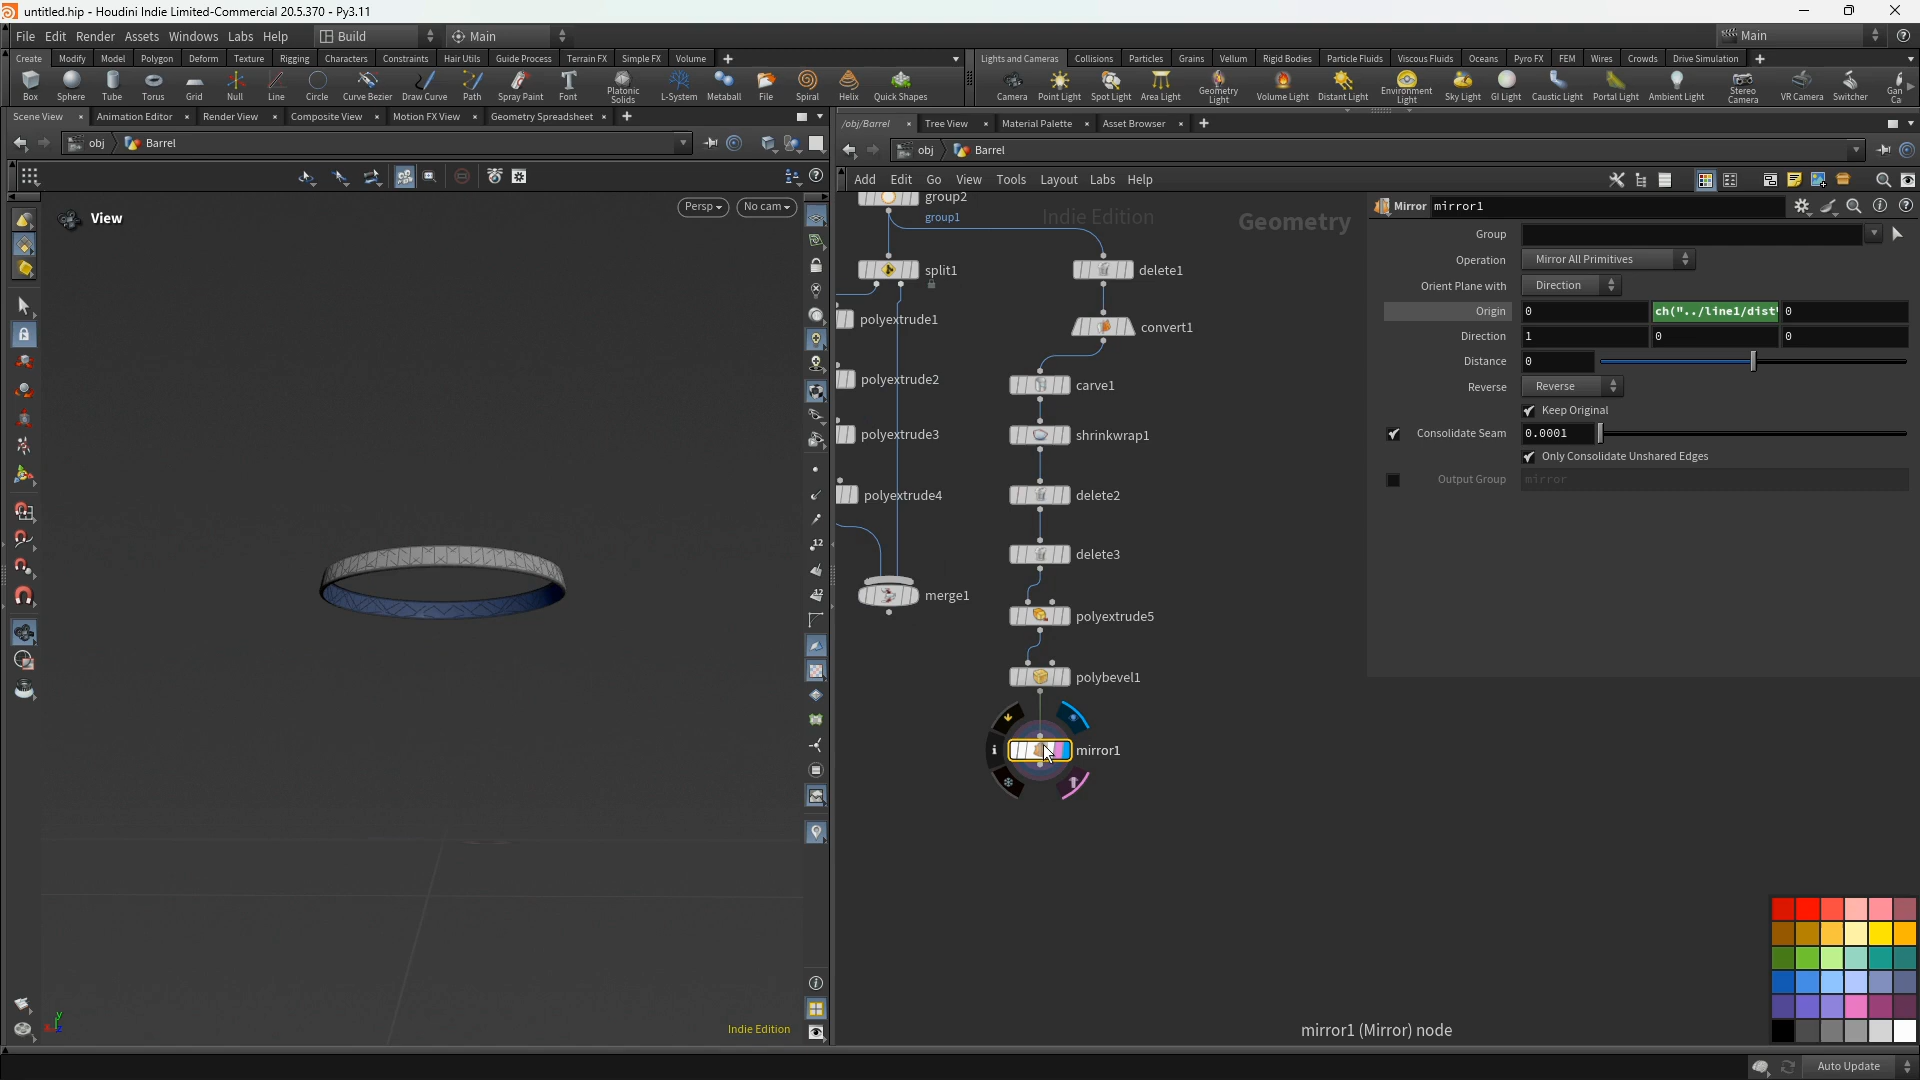 untitled.hip - Houdini Indie Limited-Commercial 20.5.370 - Py3.11
File Edit Render Assets Windows Labs Help Build Main Main
Create Modify Model Polygon Deform Texture Rigging Characters Constraints Hair Utils Guide Process Terrain FX Simple FX Volume
Box Sphere Tube Torus Grid Null Line Circle Curve Bezier Draw Curve Path Spray Paint Font Platonic Solids L-System Metaball File Spiral Helix Quick Shapes
Lights and Cameras Collisions Particles Grains Vellum Rigid Bodies Particle Fluids Viscous Fluids Oceans Pyro FX FEM Wires Crowds Drive Simulation
Camera Point Light Spot Light Area Light Geometry Light Volume Light Distant Light Environment Light Sky Light GI Light Caustic Light Portal Light Ambient Light Stereo Camera VR Camera Switcher Gan Ca
Scene View Animation Editor Render View Composite View Motion FX View Geometry Spreadsheet
obj Barrel
View
Persp No cam
12
12
Indie Edition
y
/obj/Barrel Tree View Material Palette Asset Browser
obj Barrel
Add Edit Go View Tools Layout Labs Help
Indie Edition
Geometry
group2
group1
split1
delete1
polyextrude1
convert1
polyextrude2
carve1
polyextrude3
shrinkwrap1
polyextrude4
delete2
delete3
merge1
polyextrude5
polybevel1
mirror1
Mirror mirror1
Group
Operation Mirror All Primitives
Orient Plane with Direction
Origin 0 ch("../line1/dist" 0
Direction 1 0 0
Distance 0
Reverse Reverse
Keep Original
Consolidate Seam 0.0001
Only Consolidate Unshared Edges
Output Group mirror
mirror1 (Mirror) node
Auto Update